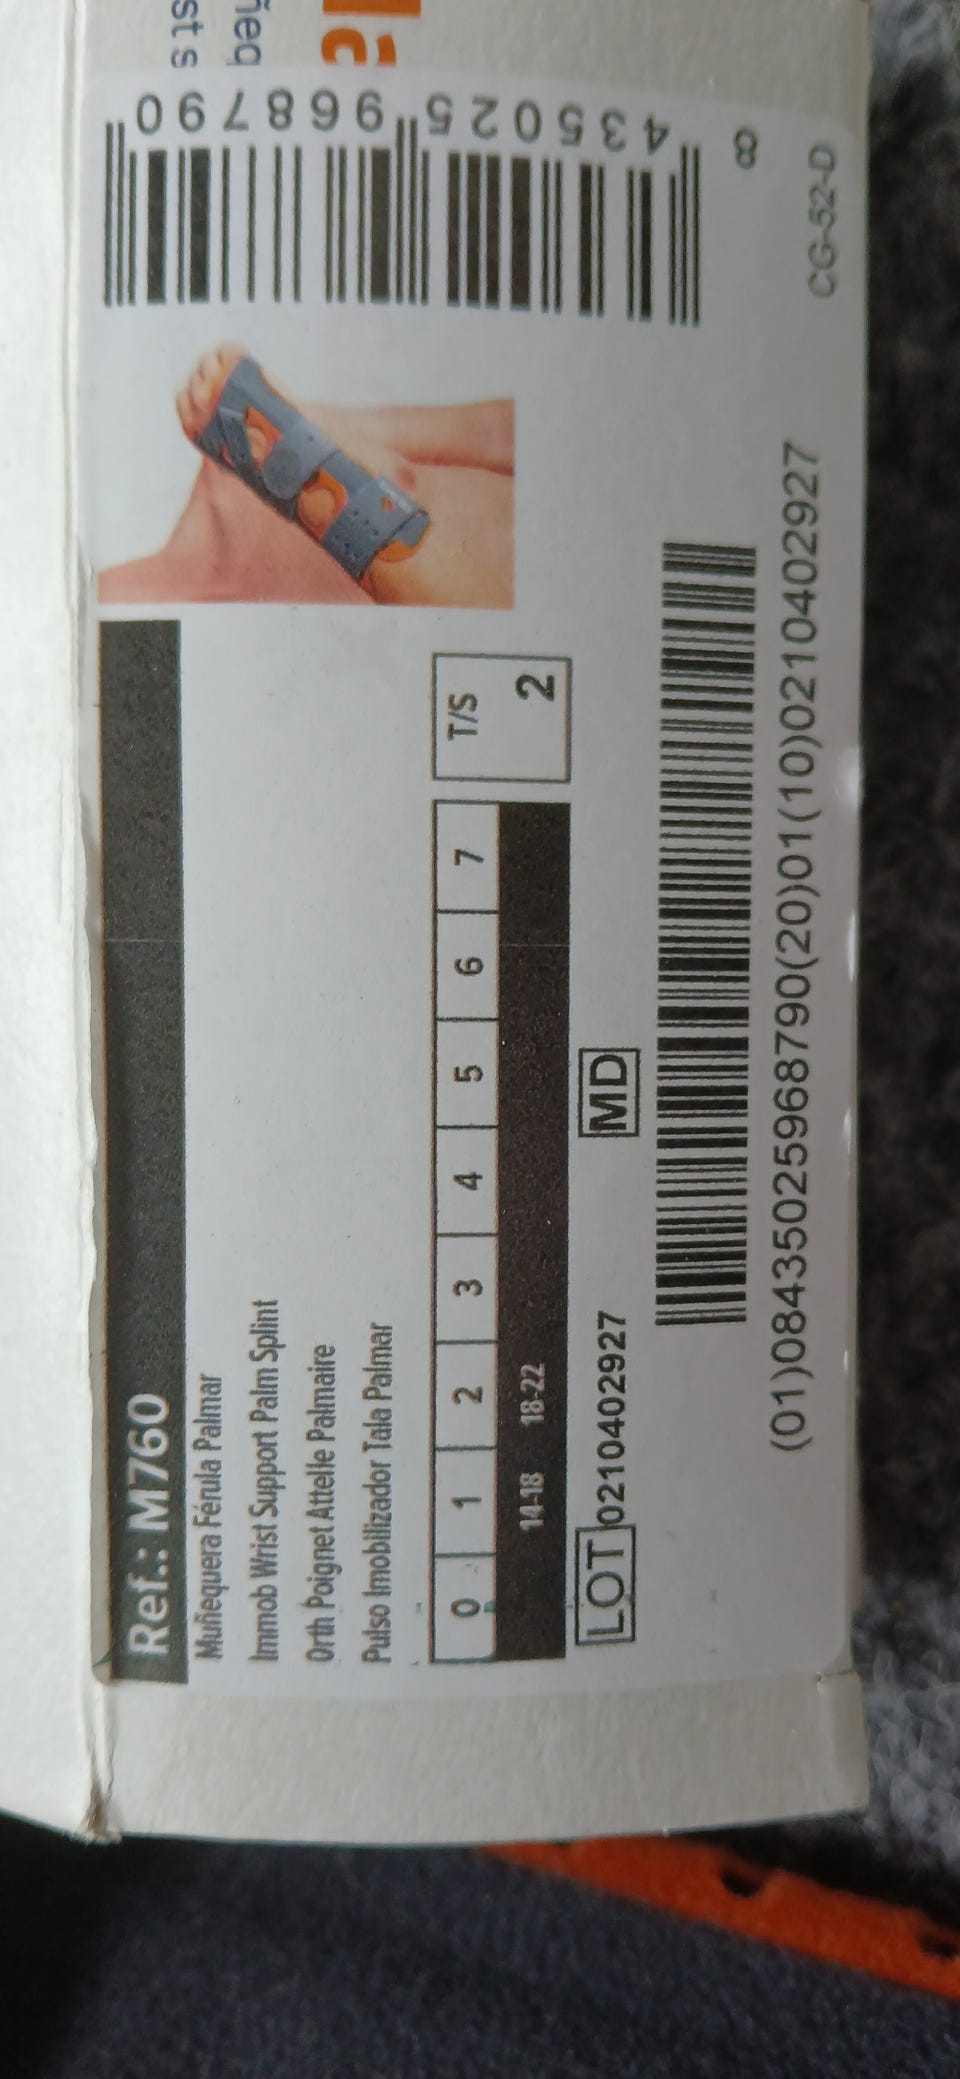 Ref.: M760
Muñequera Férula Palmar
Immob Wrist Support Palm Splint
Orth Poignet Attelle Palmaire
Pulso Imobilizador Tala Palmar
0 1 2 3 4 5 6 7
14-18 18-22
T/S
2
LOT 0210402927
MD
(01)08435025968790(20)01(10)0210402927
8 435025 968790
CG-52-D